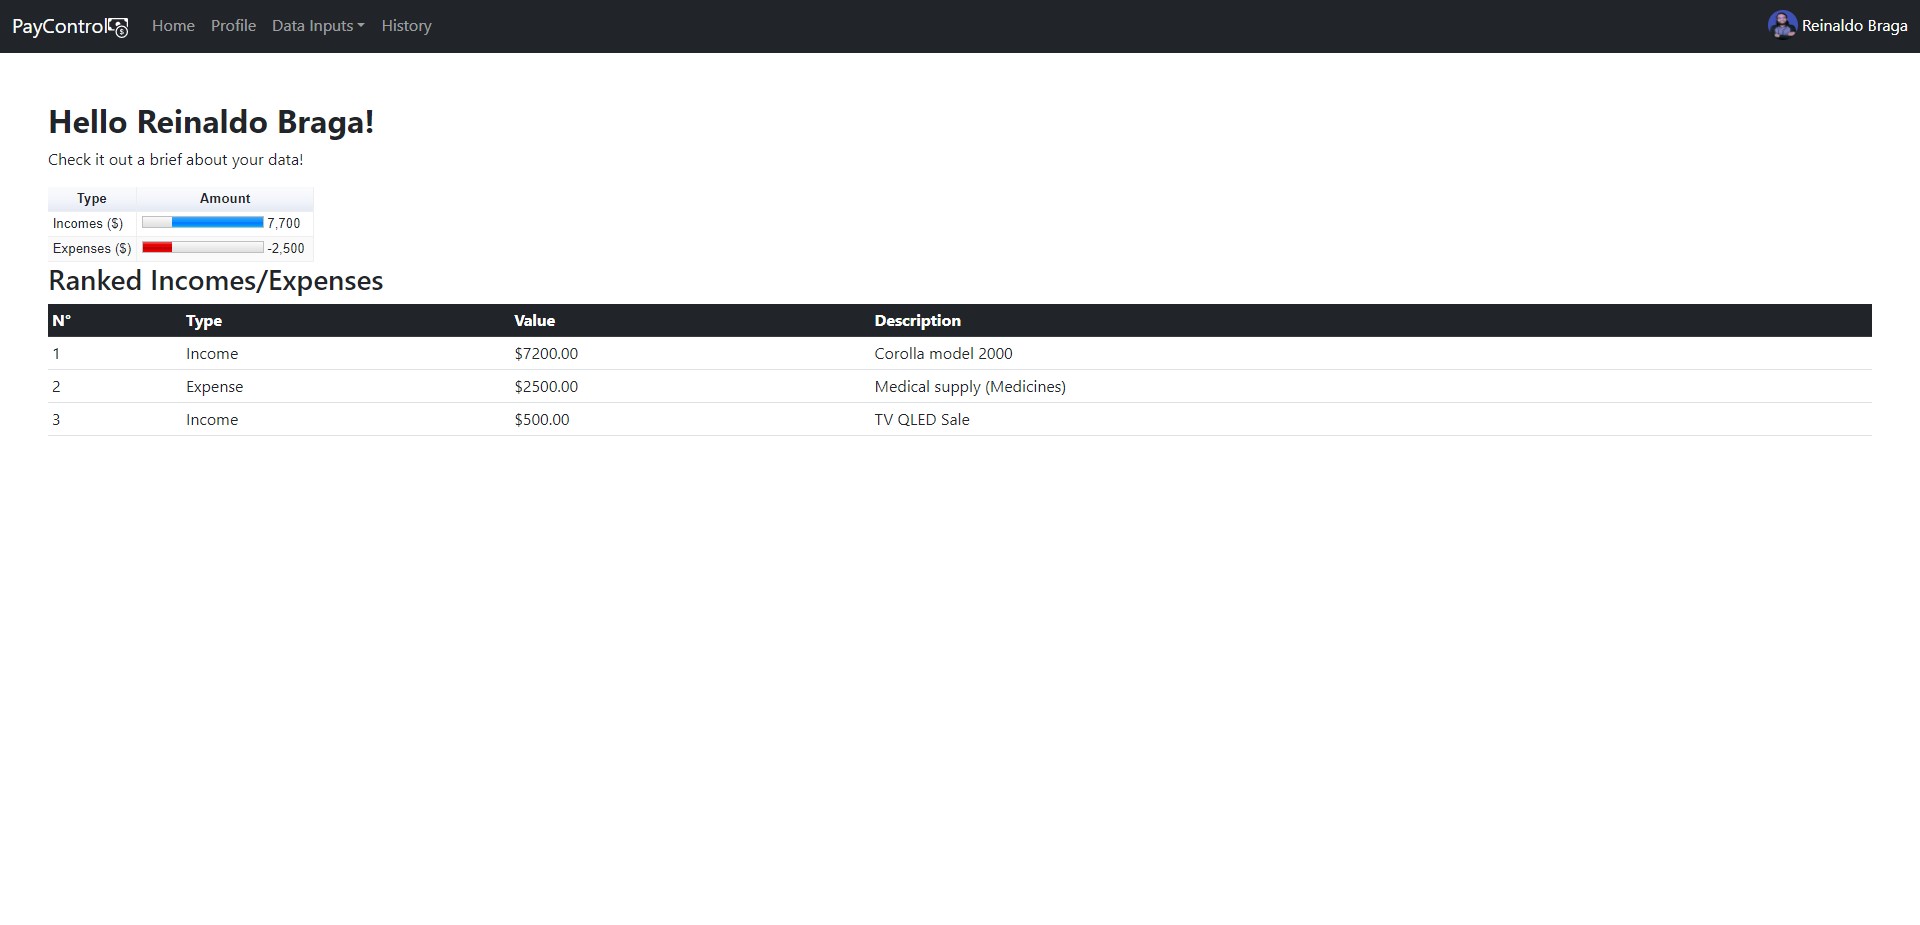 PayControl Home Profile Data Inputs History Reinaldo Braga
Hello Reinaldo Braga!
Check it out a brief about your data!
Type Amount
Incomes ($) 7,700
Expenses ($) -2,500
Ranked Incomes/Expenses
N° Type Value Description
1 Income $7200.00 Corolla model 2000
2 Expense $2500.00 Medical supply (Medicines)
3 Income $500.00 TV QLED Sale